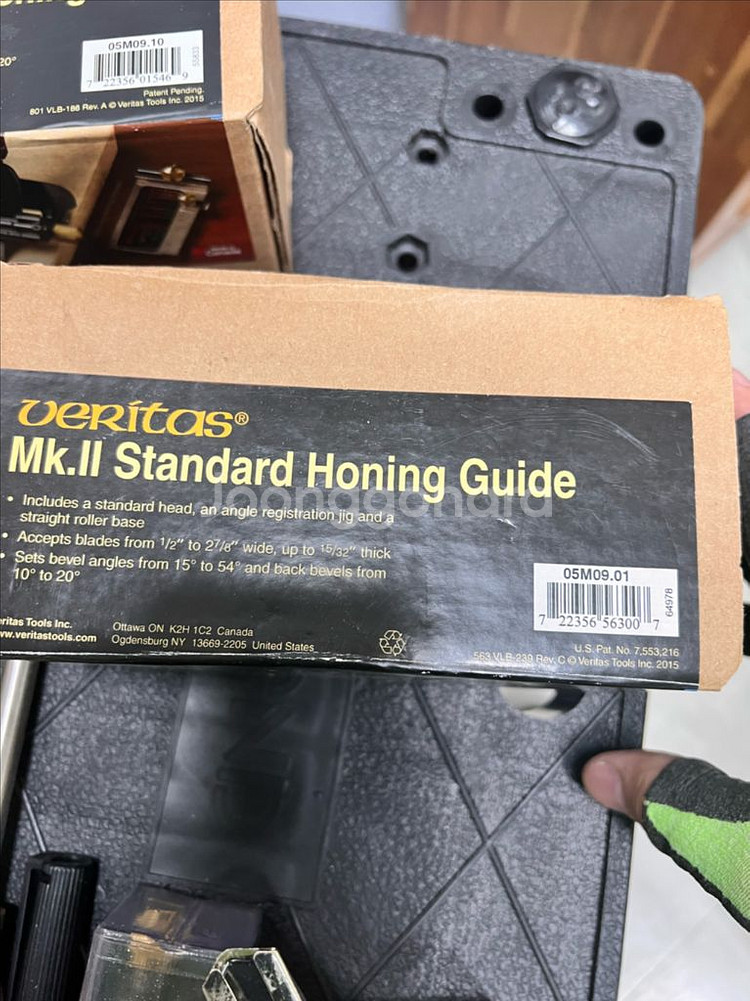 05M09.10
20°
7 22356 01546 9
Patent Pending.
801 VLB-186 Rev. A © Veritas Tools Inc. 2015
veritas®
Mk.II Standard Honing Guide
Joonggonara
• Includes a standard head, an angle registration jig and a
straight roller base
• Accepts blades from 1/2″ to 2 7/8″ wide, up to 15/32″ thick
• Sets bevel angles from 15° to 54° and back bevels from
10° to 20°
05M09.01
7 22356 56300 7
64978
eritas Tools Inc.
ww.veritastools.com
Ottawa ON K2H 1C2 Canada
Ogdensburg NY 13669-2205 United States
U.S. Pat. No. 7,553,216
563 VLB-239 Rev. C © Veritas Tools Inc. 2015